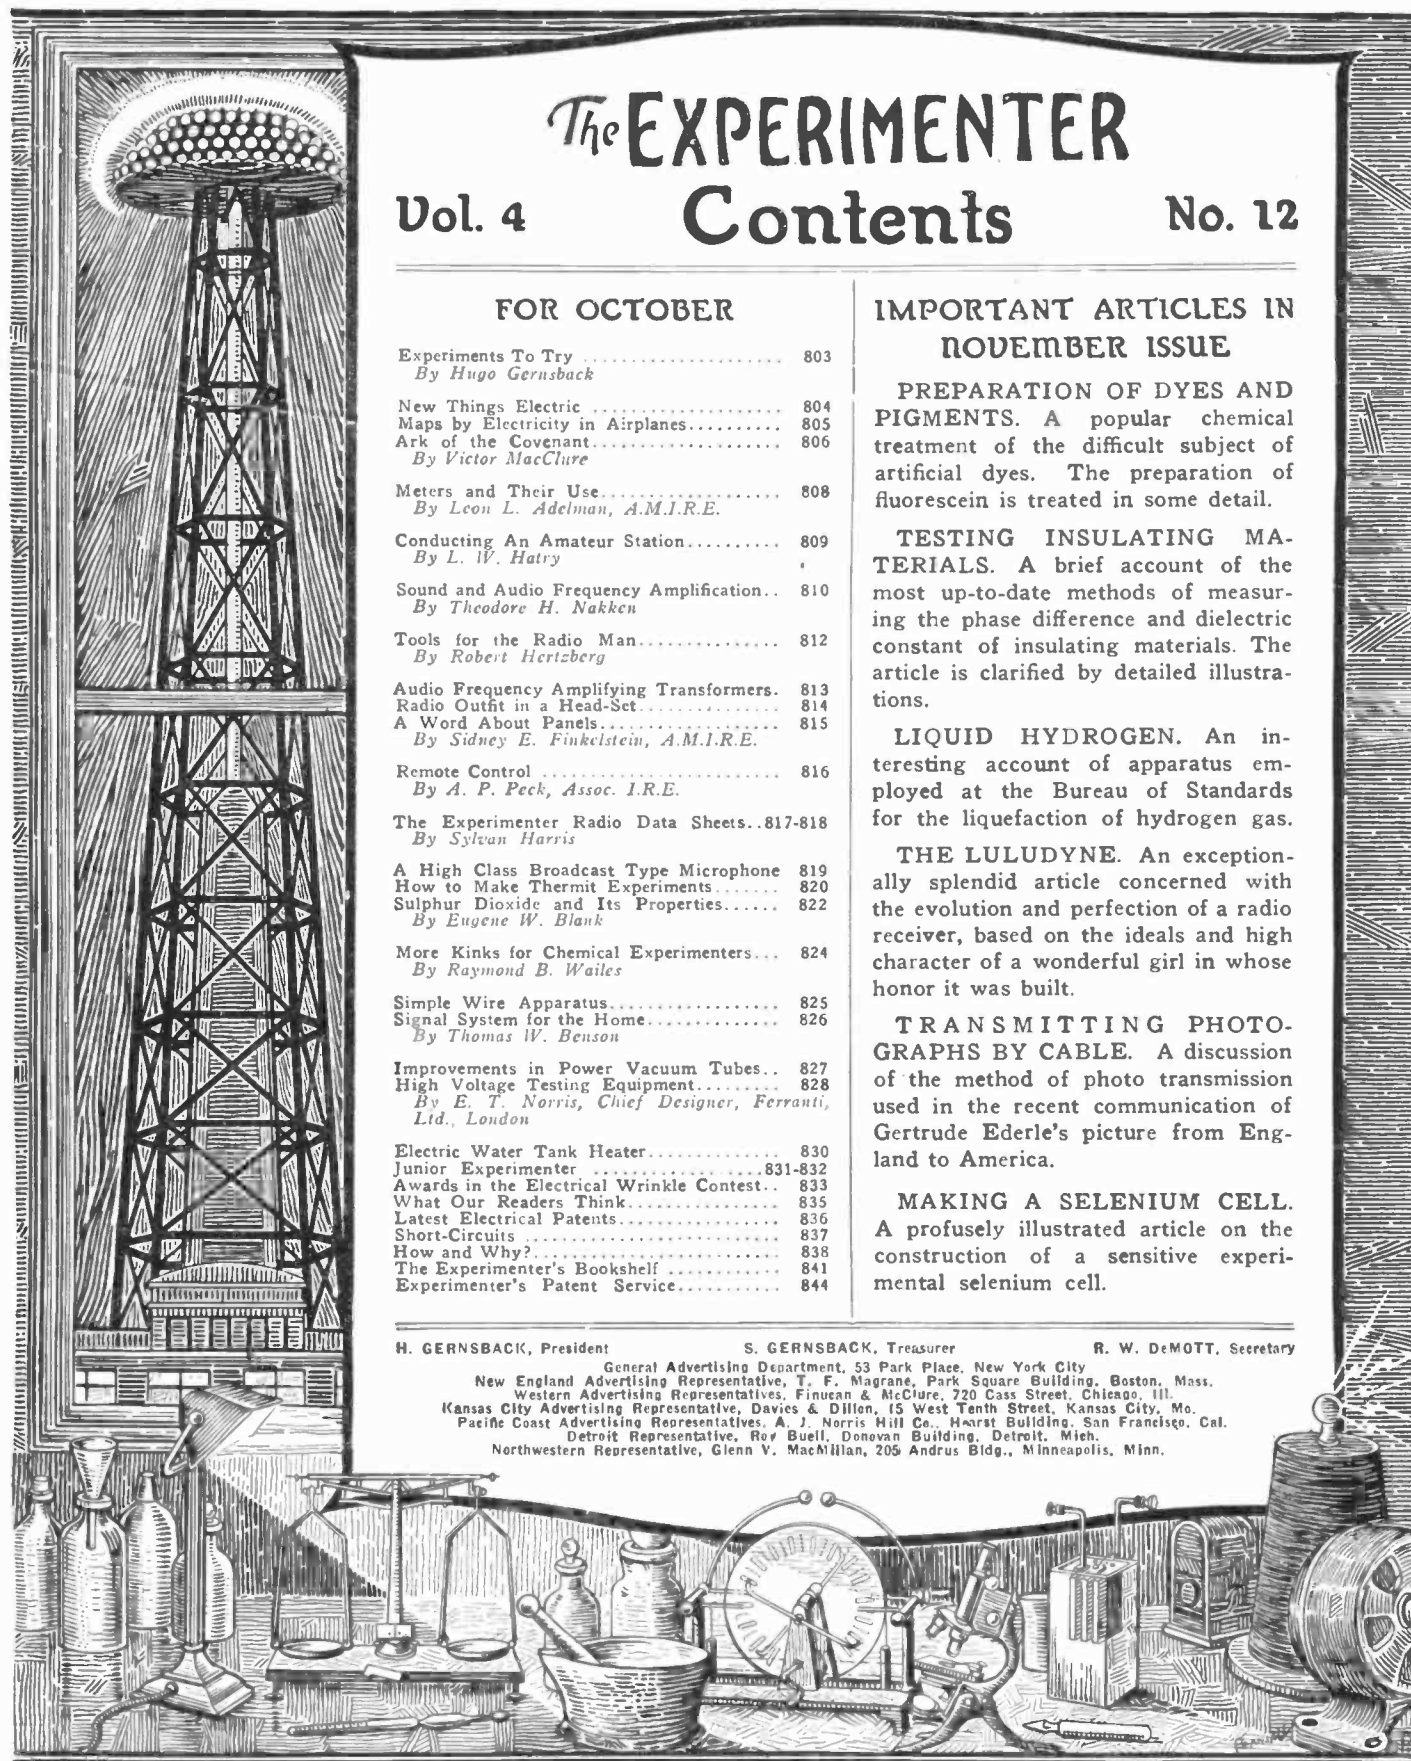 The EXPERIMENTER
Vol. 4 Contents No. 12
FOR OCTOBER
Experiments To Try ...................... 803
By Hugo Gernsback
New Things Electric .................... 804
Maps by Electricity in Airplanes.......... 805
Ark of the Covenant.................... 806
By Victor MacClure
Meters and Their Use................... 808
By Leon L. Adelman, A.M.I.R.E.
Conducting An Amateur Station.......... 809
By L. W. Hatry
Sound and Audio Frequency Amplification.. 810
By Theodore H. Nakken
Tools for the Radio Man............... 812
By Robert Hertzberg
Audio Frequency Amplifying Transformers. 813
Radio Outfit in a Head-Set............... 814
A Word About Panels................... 815
By Sidney E. Finkelstein, A.M.I.R.E.
Remote Control ......................... 816
By A. P. Peck, Assoc. I.R.E.
The Experimenter Radio Data Sheets..817-818
By Sylvan Harris
A High Class Broadcast Type Microphone 819
How to Make Thermit Experiments....... 820
Sulphur Dioxide and Its Properties...... 822
By Eugene W. Blank
More Kinks for Chemical Experimenters... 824
By Raymond B. Wailes
Simple Wire Apparatus.................. 825
Signal System for the Home.............. 826
By Thomas W. Benson
Improvements in Power Vacuum Tubes.. 827
High Voltage Testing Equipment......... 828
By E. T. Norris, Chief Designer, Ferranti,
Ltd., London
Electric Water Tank Heater.............. 830
Junior Experimenter ..................831-832
Awards in the Electrical Wrinkle Contest.. 833
What Our Readers Think................ 835
Latest Electrical Patents................. 836
Short-Circuits ........................... 837
How and Why?.......................... 838
The Experimenter's Bookshelf ............ 841
Experimenter's Patent Service........... 844
IMPORTANT ARTICLES IN
NOVEMBER ISSUE
PREPARATION OF DYES AND
PIGMENTS. A popular chemical
treatment of the difficult subject of
artificial dyes. The preparation of
fluorescein is treated in some detail.
TESTING INSULATING MA-
TERIALS. A brief account of the
most up-to-date methods of measur-
ing the phase difference and dielectric
constant of insulating materials. The
article is clarified by detailed illustra-
tions.
LIQUID HYDROGEN. An in-
teresting account of apparatus em-
ployed at the Bureau of Standards
for the liquefaction of hydrogen gas.
THE LULUDYNE. An exception-
ally splendid article concerned with
the evolution and perfection of a radio
receiver, based on the ideals and high
character of a wonderful girl in whose
honor it was built.
TRANSMITTING PHOTO-
GRAPHS BY CABLE. A discussion
of the method of photo transmission
used in the recent communication of
Gertrude Ederle's picture from Eng-
land to America.
MAKING A SELENIUM CELL.
A profusely illustrated article on the
construction of a sensitive experi-
mental selenium cell.
H. GERNSBACK, President S. GERNSBACK, Treasurer R. W. DeMOTT, Secretary
General Advertising Department, 53 Park Place, New York City
New England Advertising Representative, T. F. Magrane, Park Square Building, Boston, Mass.
Western Advertising Representatives, Finucan & McClure, 720 Cass Street, Chicago, Ill.
Kansas City Advertising Representative, Davies & Dillon, 15 West Tenth Street, Kansas City, Mo.
Pacific Coast Advertising Representatives, A. J. Norris Hill Co., Hearst Building, San Francisco, Cal.
Detroit Representative, Roy Buell, Donovan Building, Detroit, Mich.
Northwestern Representative, Glenn V. MacMillan, 205 Andrus Bldg., Minneapolis, Minn.